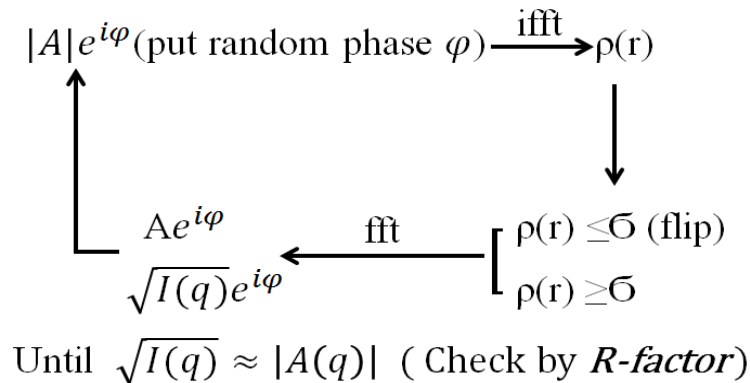 |A|e^{iφ}(put random phase φ) ifft ρ(r)
ρ(r) ≤σ (flip)
Ae^{iφ} fft
√I(q)e^{iφ} ρ(r) ≥σ
Until √I(q) ≈ |A(q)| ( Check by R-factor)